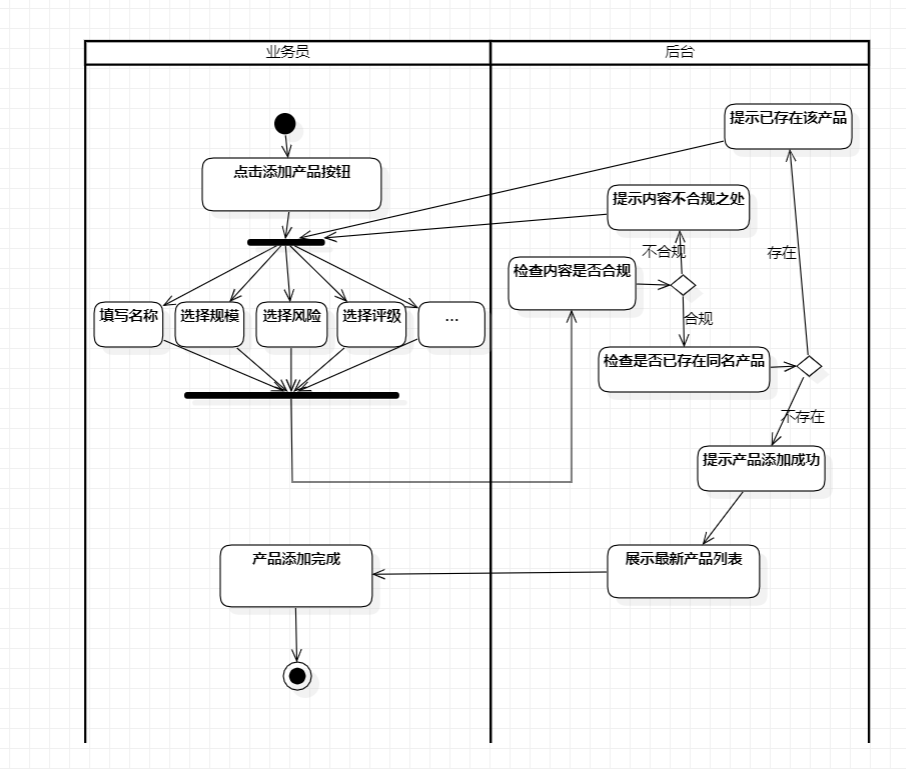 业务员
后台
提示已存在该产品
点击添加产品按钮
提示内容不合规之处
不合规
存在
检查内容是否合规
填写名称
选择规模
选择风险
选择评级
...
合规
检查是否已存在同名产品
不存在
提示产品添加成功
产品添加完成
展示最新产品列表